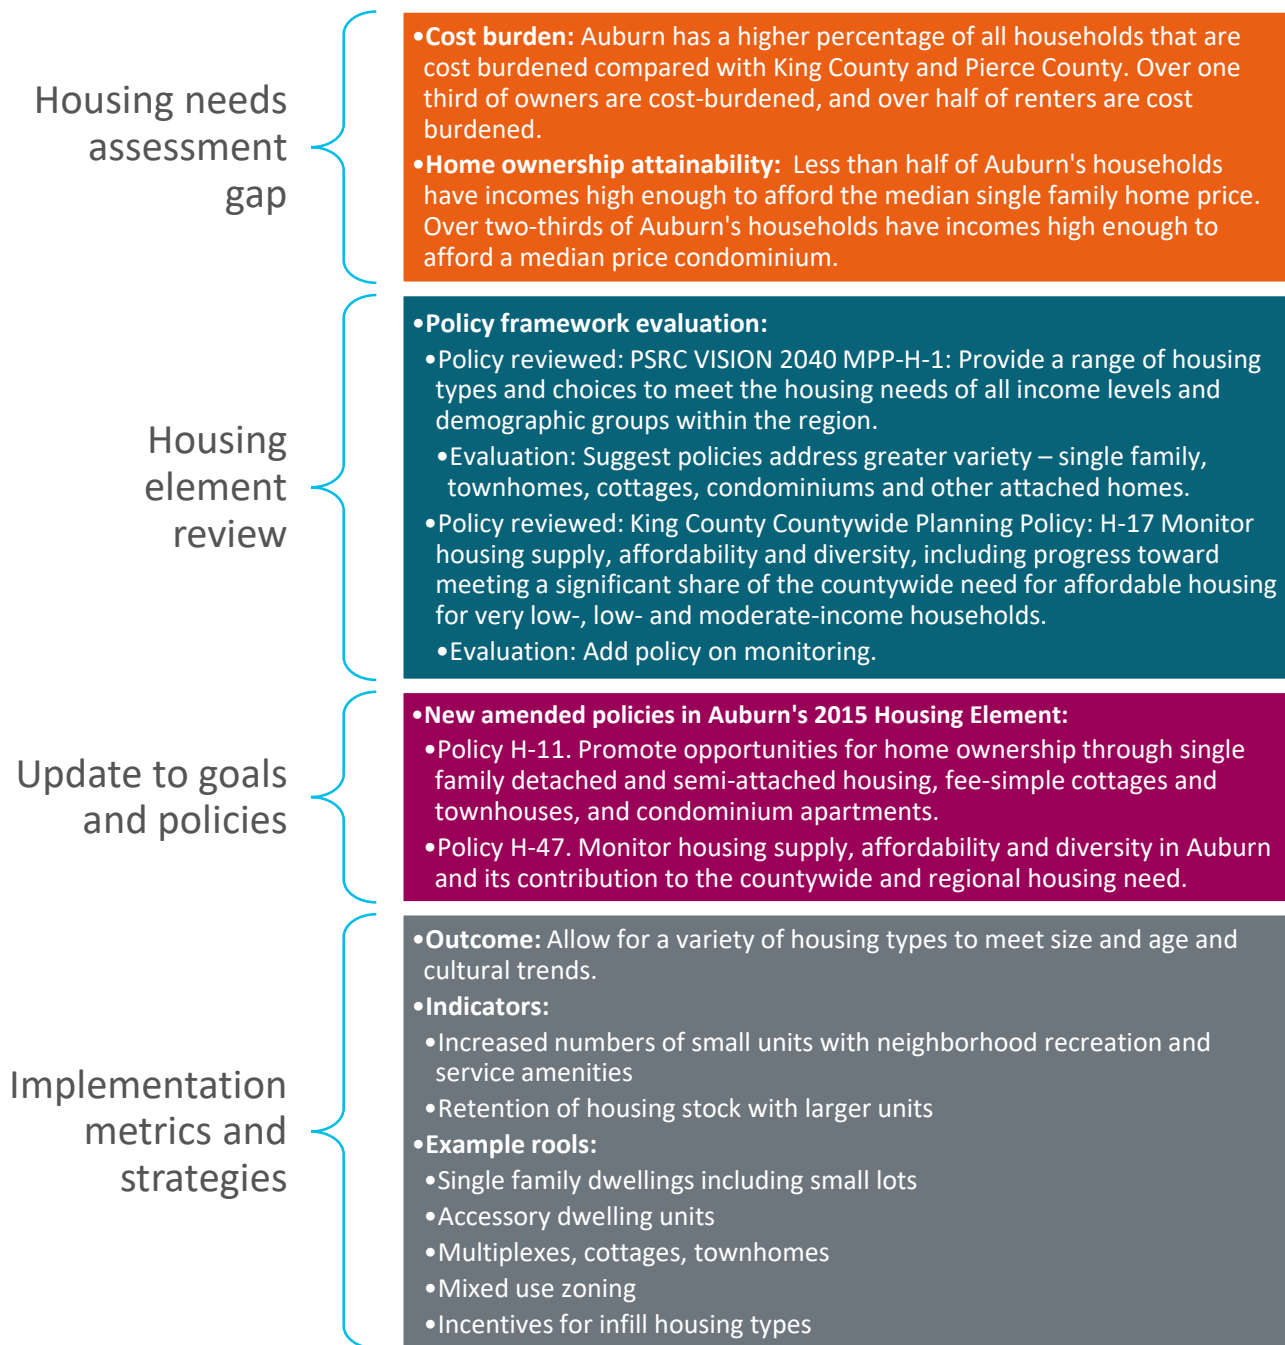 Housing needs
assessment
gap
•Cost burden: Auburn has a higher percentage of all households that are
cost burdened compared with King County and Pierce County. Over one
third of owners are cost-burdened, and over half of renters are cost
burdened.
•Home ownership attainability:  Less than half of Auburn's households
have incomes high enough to afford the median single family home price.
Over two-thirds of Auburn's households have incomes high enough to
afford a median price condominium.
Housing
element
review
•Policy framework evaluation:
•Policy reviewed: PSRC VISION 2040 MPP-H-1: Provide a range of housing
types and choices to meet the housing needs of all income levels and
demographic groups within the region.
•Evaluation: Suggest policies address greater variety – single family,
townhomes, cottages, condominiums and other attached homes.
•Policy reviewed: King County Countywide Planning Policy: H-17 Monitor
housing supply, affordability and diversity, including progress toward
meeting a significant share of the countywide need for affordable housing
for very low-, low- and moderate-income households.
•Evaluation: Add policy on monitoring.
Update to goals
and policies
•New amended policies in Auburn's 2015 Housing Element:
•Policy H-11. Promote opportunities for home ownership through single
family detached and semi-attached housing, fee-simple cottages and
townhouses, and condominium apartments.
•Policy H-47. Monitor housing supply, affordability and diversity in Auburn
and its contribution to the countywide and regional housing need.
Implementation
metrics and
strategies
•Outcome: Allow for a variety of housing types to meet size and age and
cultural trends.
•Indicators:
•Increased numbers of small units with neighborhood recreation and
service amenities
•Retention of housing stock with larger units
•Example rools:
•Single family dwellings including small lots
•Accessory dwelling units
•Multiplexes, cottages, townhomes
•Mixed use zoning
•Incentives for infill housing types